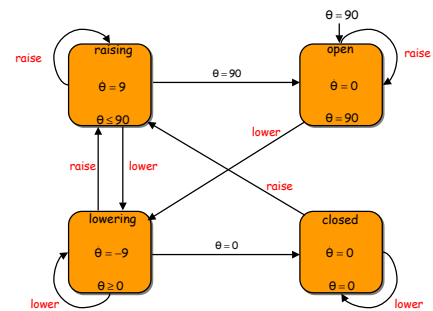 θ = 90
raising
open
raise
raise
θ̇ = 9
θ = 90
θ̇ = 0
θ ≤ 90
θ = 90
lower
raise
lower
raise
lowering
closed
θ̇ = −9
θ = 0
θ̇ = 0
θ ≥ 0
θ = 0
lower
lower